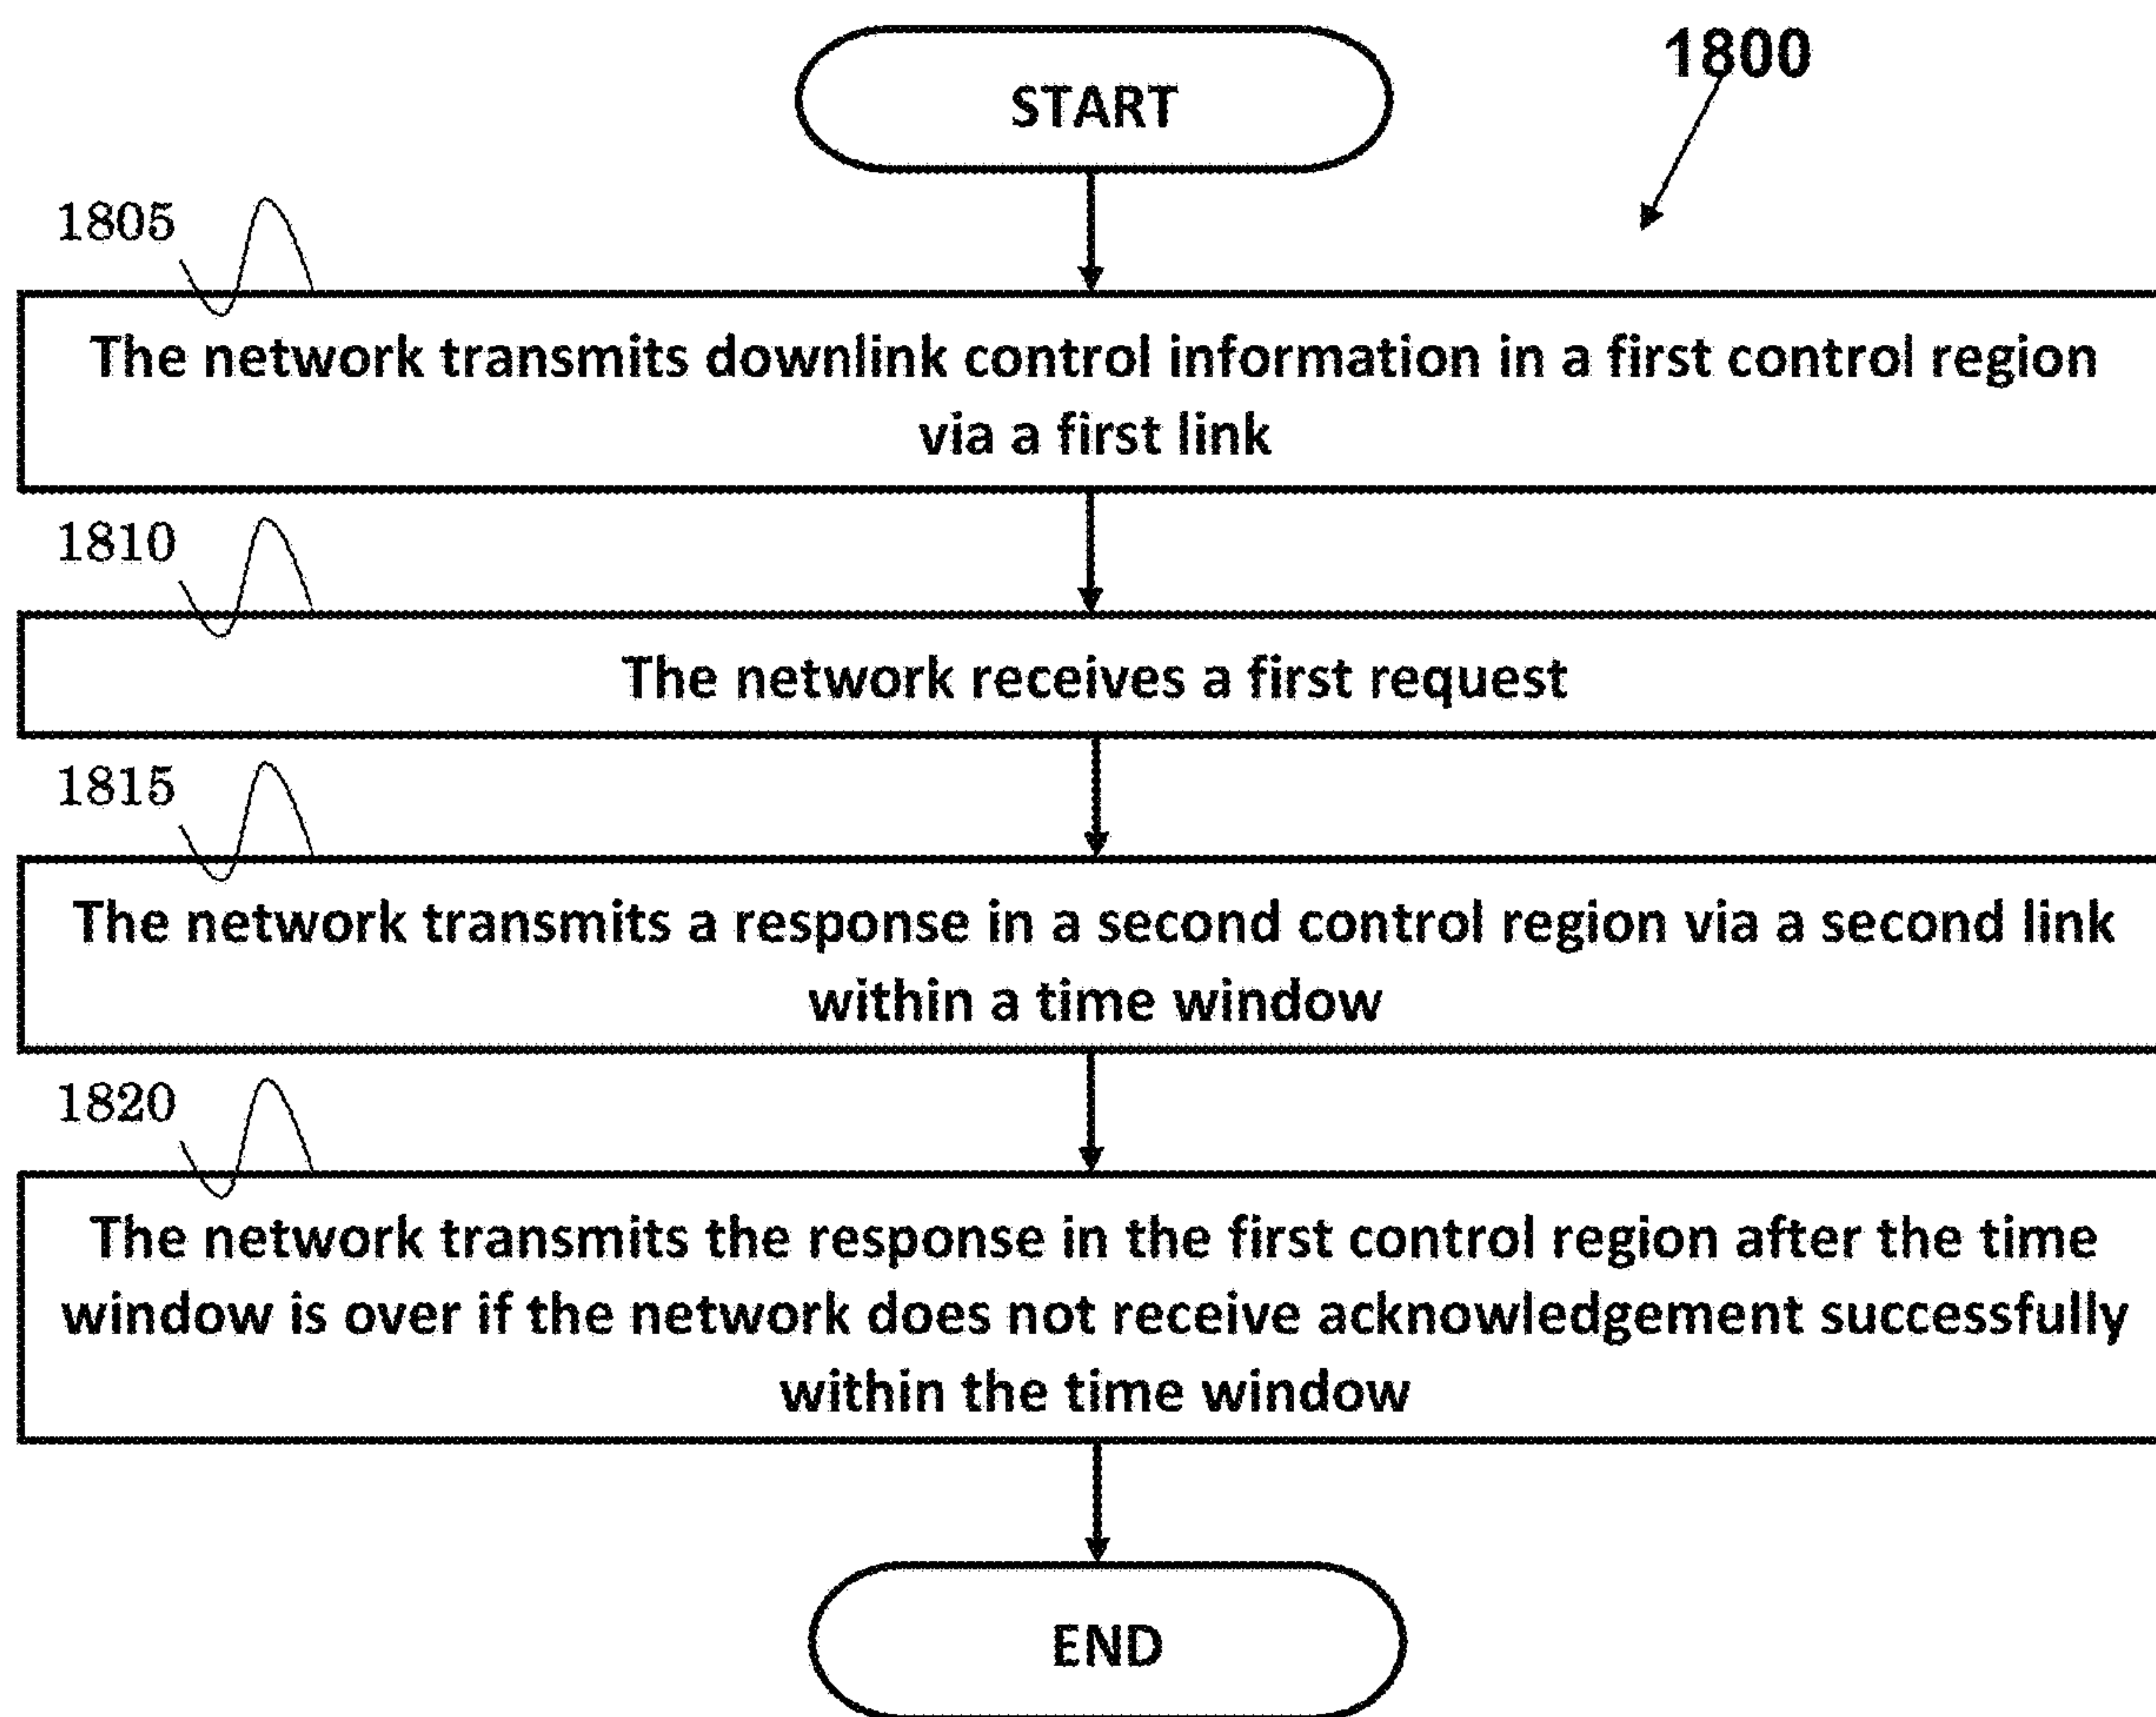 START
1800
1805
The network transmits downlink control information in a first control region
via a first link
1810
The network receives a first request
1815
The network transmits a response in a second control region via a second link
within a time window
1820
The network transmits the response in the first control region after the time
window is over if the network does not receive acknowledgement successfully
within the time window
END